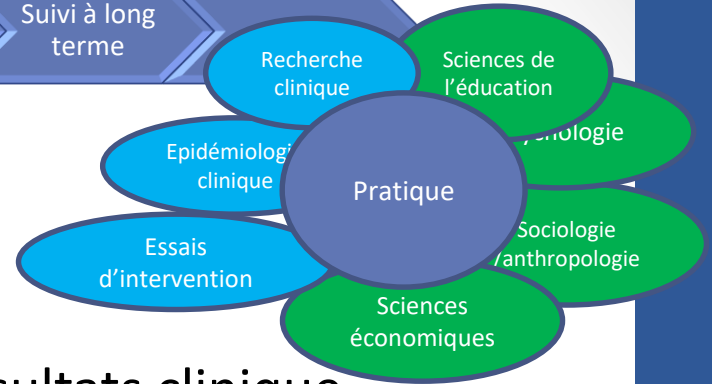 Suivi à long
terme
Recherche
clinique
Sciences de
l'éducation
Epidémiologi
clinique
ychologie
Pratique
Sociologie
/anthropologie
Essais
d'intervention
Sciences
économiques
sultats clinique